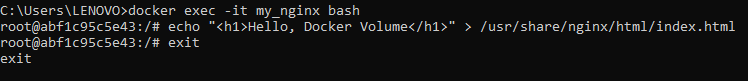 C:\Users\LENOVO>docker exec -it my_nginx bash
root@abf1c95c5e43:/# echo "<h1>Hello, Docker Volume</h1>" > /usr/share/nginx/html/index.html
root@abf1c95c5e43:/# exit
exit